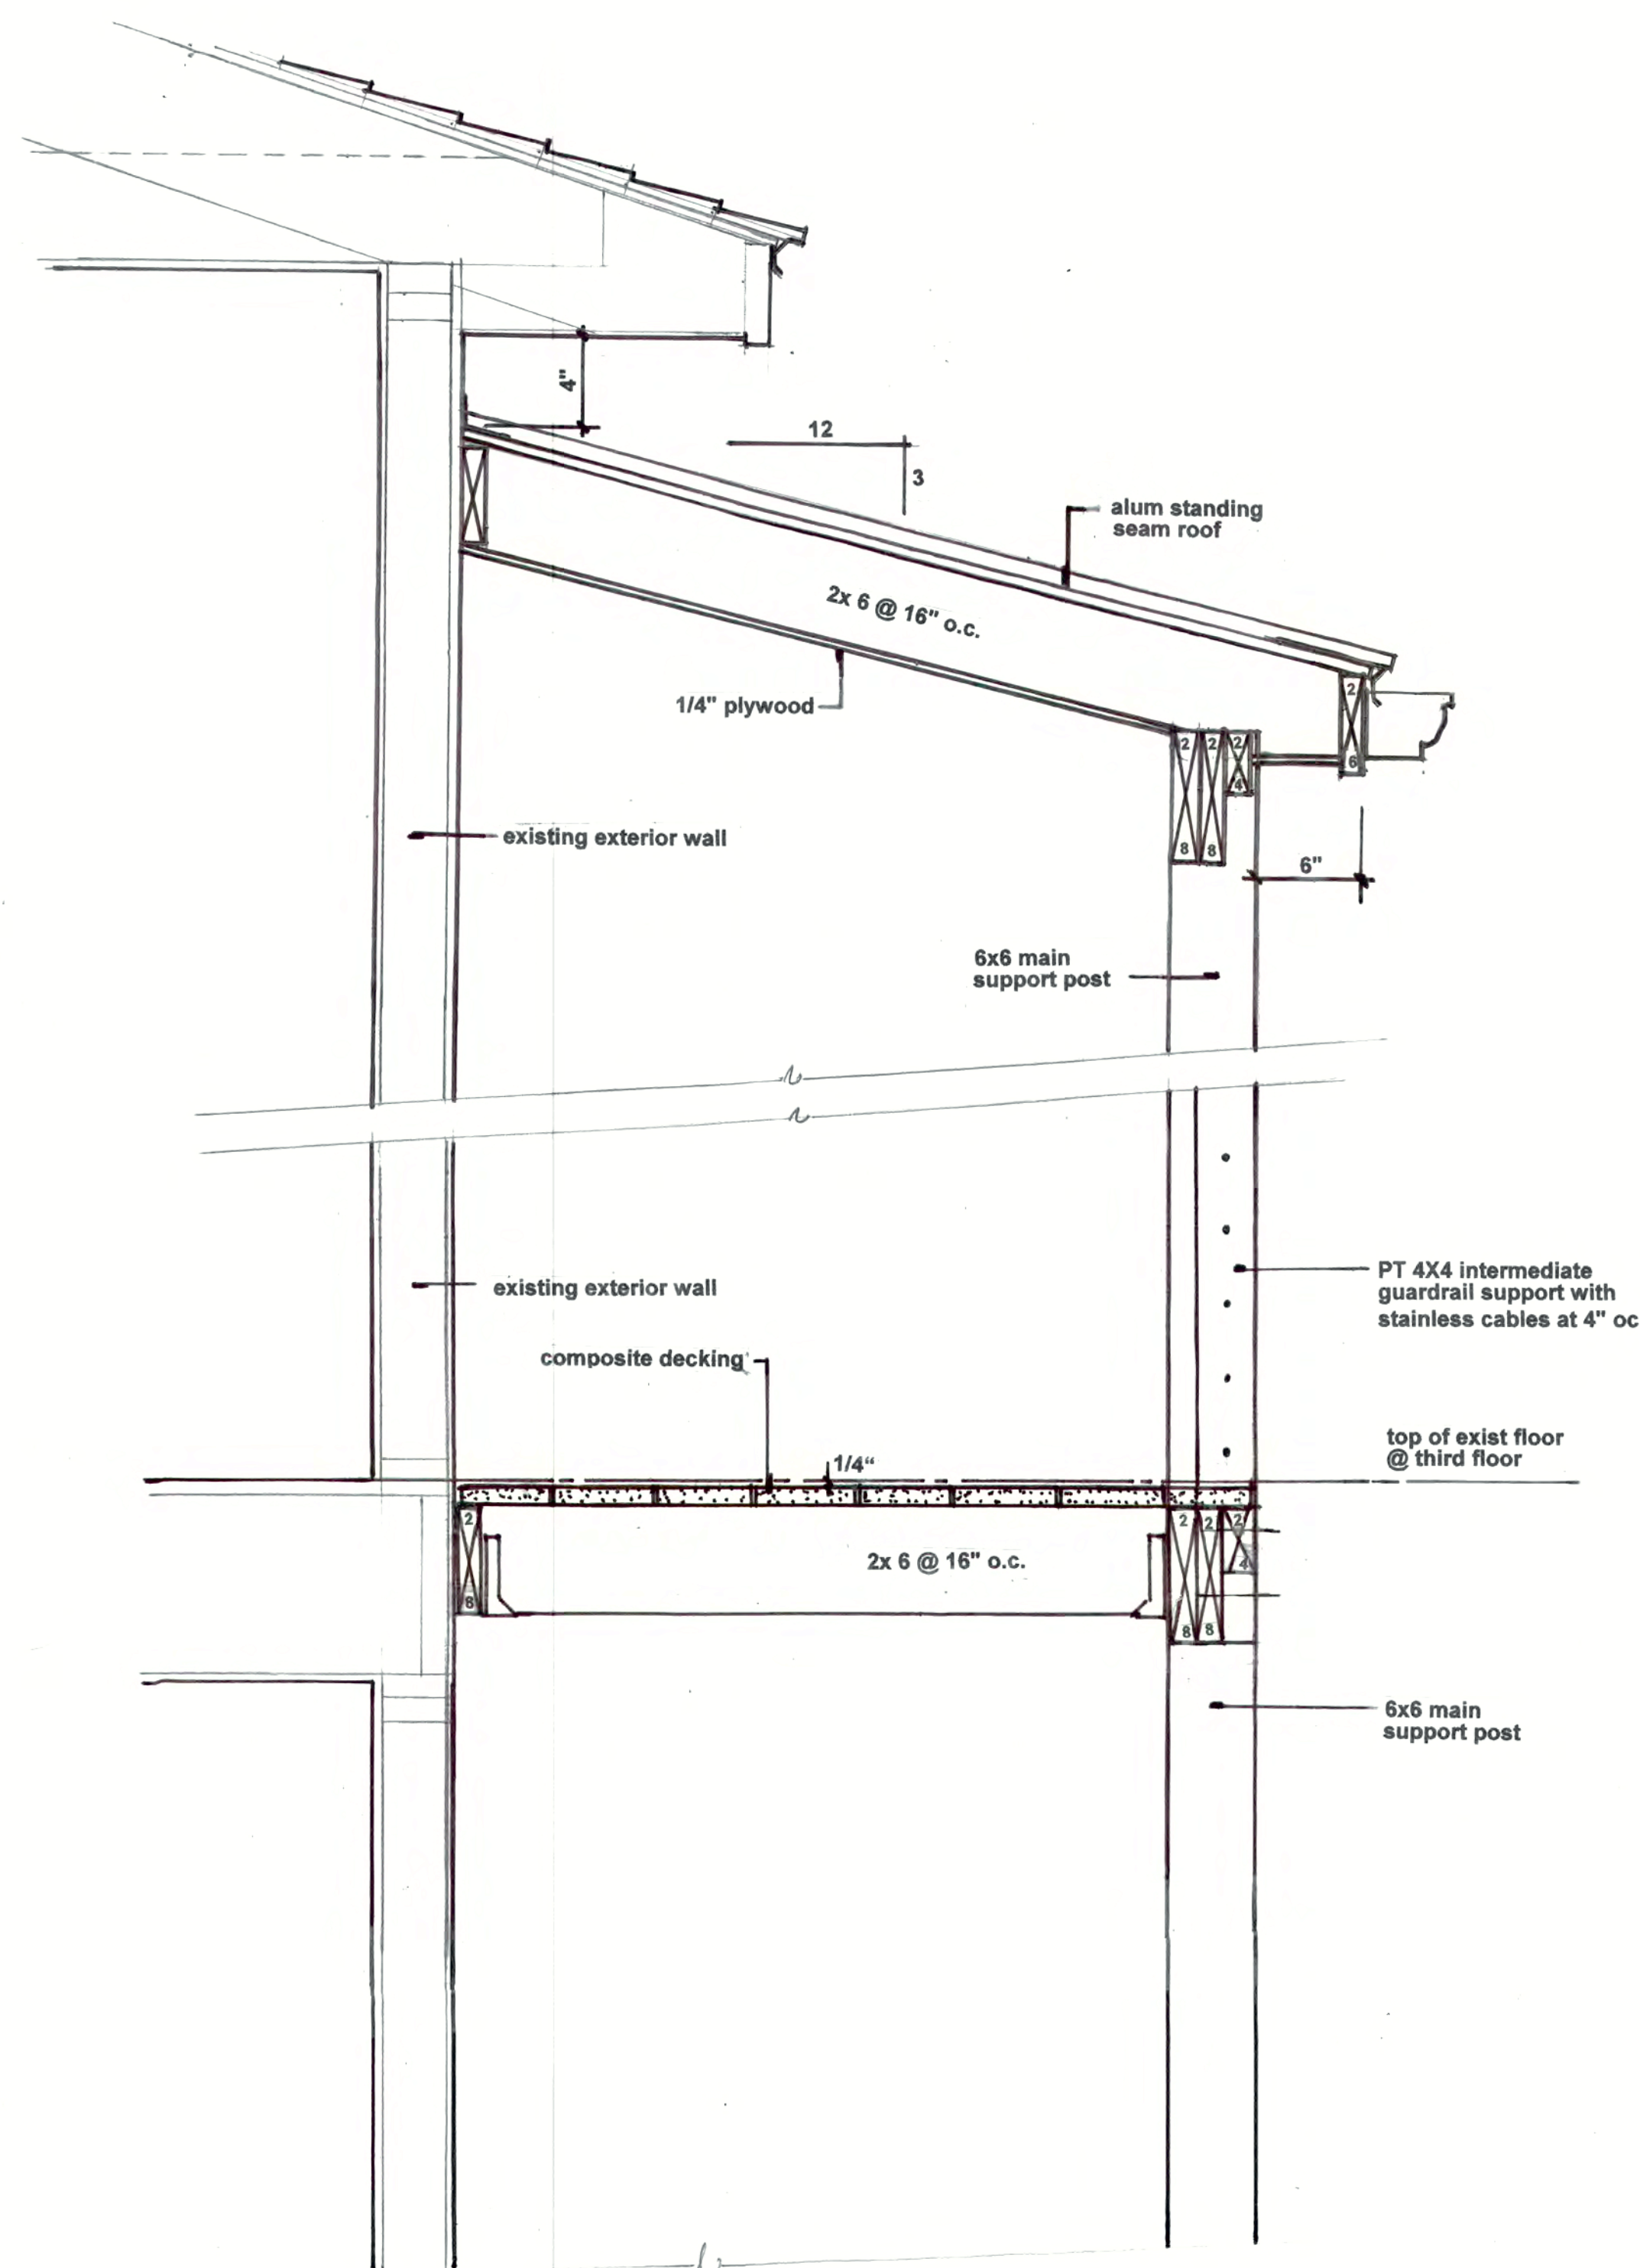 4"
12
3
alum standing
seam roof
2x 6 @ 16" o.c.
1/4" plywood
2
6
2 2 2
4
8 8
existing exterior wall
6"
6x6 main
support post
PT 4X4 intermediate
guardrail support with
stainless cables at 4" oc
existing exterior wall
composite decking
top of exist floor
@ third floor
1/4"
2
8
2x 6 @ 16" o.c.
2 2 2
4
8 8
6x6 main
support post